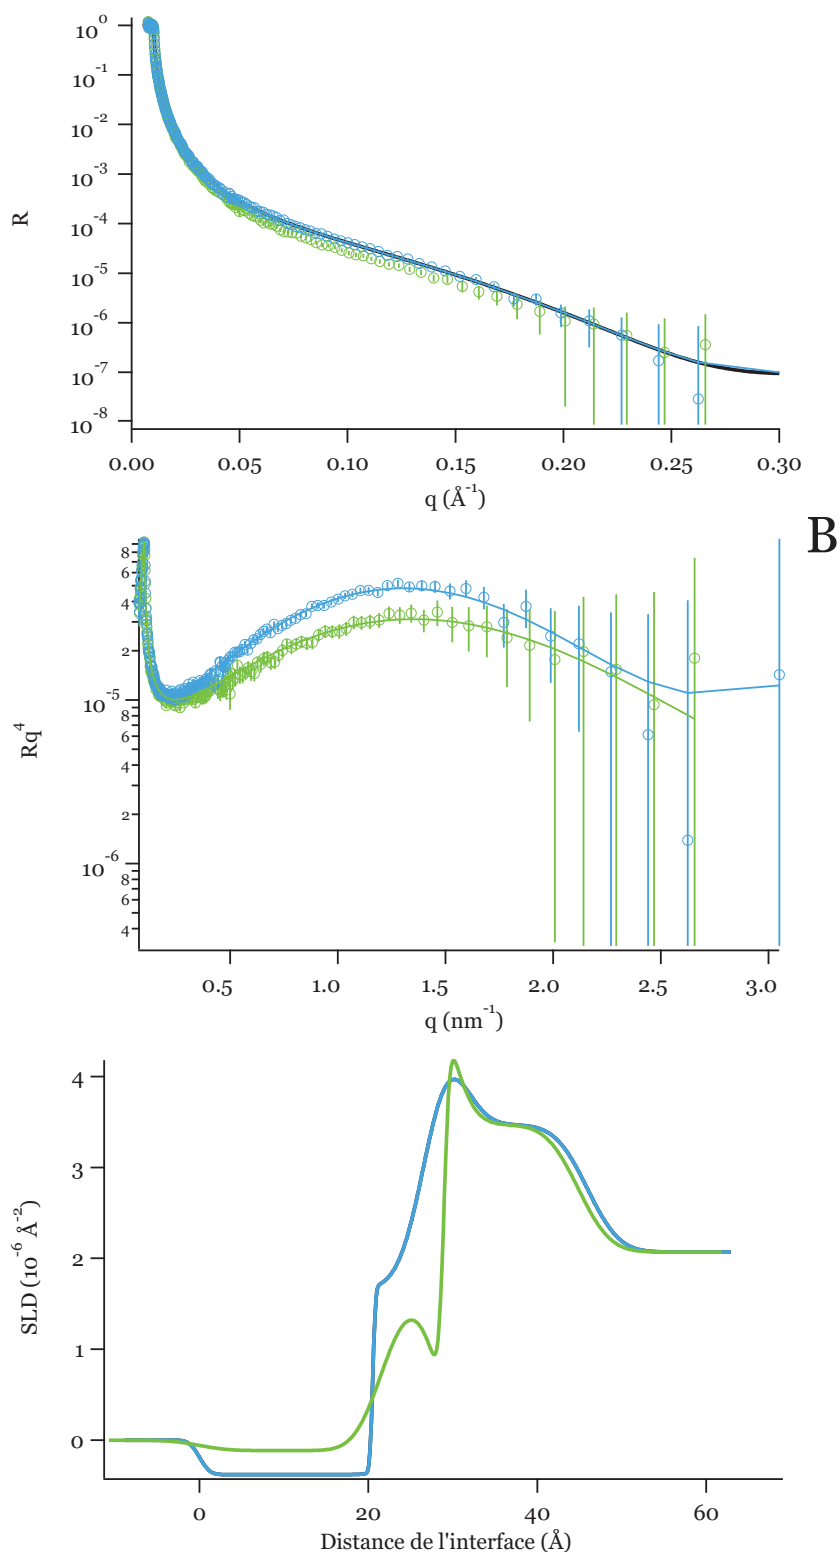 10⁰
10⁻¹
10⁻²
10⁻³
10⁻⁴
10⁻⁵
10⁻⁶
10⁻⁷
10⁻⁸
R
0.00 0.05 0.10 0.15 0.20 0.25 0.30
q (Å⁻¹)
B
8
6
4
2
10⁻⁵
8
6
4
2
10⁻⁶
8
6
4
Rq⁴
0.5 1.0 1.5 2.0 2.5 3.0
q (nm⁻¹)
4
3
2
1
0
SLD (10⁻⁶ Å⁻²)
0 20 40 60
Distance de l'interface (Å)